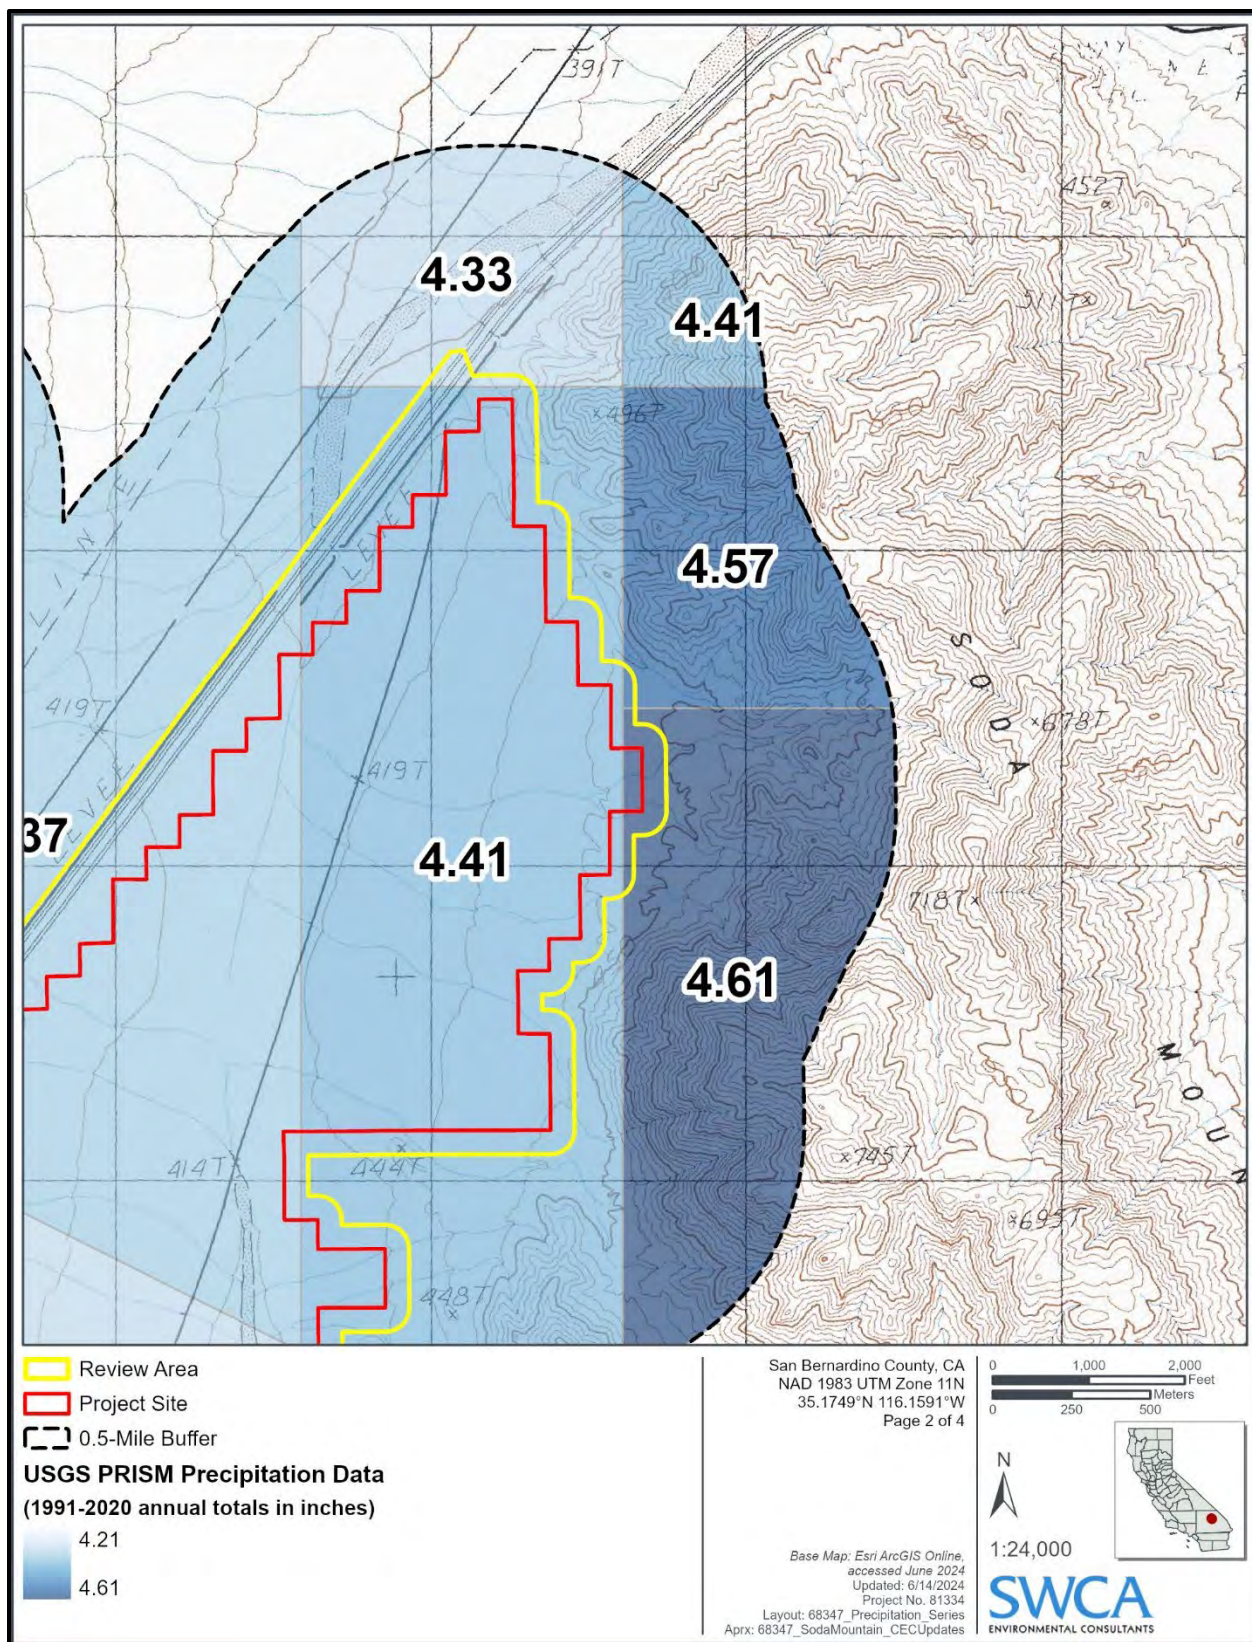 391T
457T
4.33
511T
4.41
496T
4.57
LEVEE
L I N E
S O D A
678T
419T
419T
37
LEVEE
4.41
718T
4.61
M O U N
414T
444T
745T
695T
448T
Review Area
Project Site
0.5-Mile Buffer
USGS PRISM Precipitation Data
(1991-2020 annual totals in inches)
4.21
4.61
San Bernardino County, CA
NAD 1983 UTM Zone 11N
35.1749°N 116.1591°W
Page 2 of 4
Base Map: Esri ArcGIS Online,
accessed June 2024
Updated: 6/14/2024
Project No. 81334
Layout: 68347_Precipitation_Series
Aprx: 68347_SodaMountain_CECUpdates
0 1,000 2,000
Feet
Meters
0 250 500
N
1:24,000
SWCA
ENVIRONMENTAL CONSULTANTS